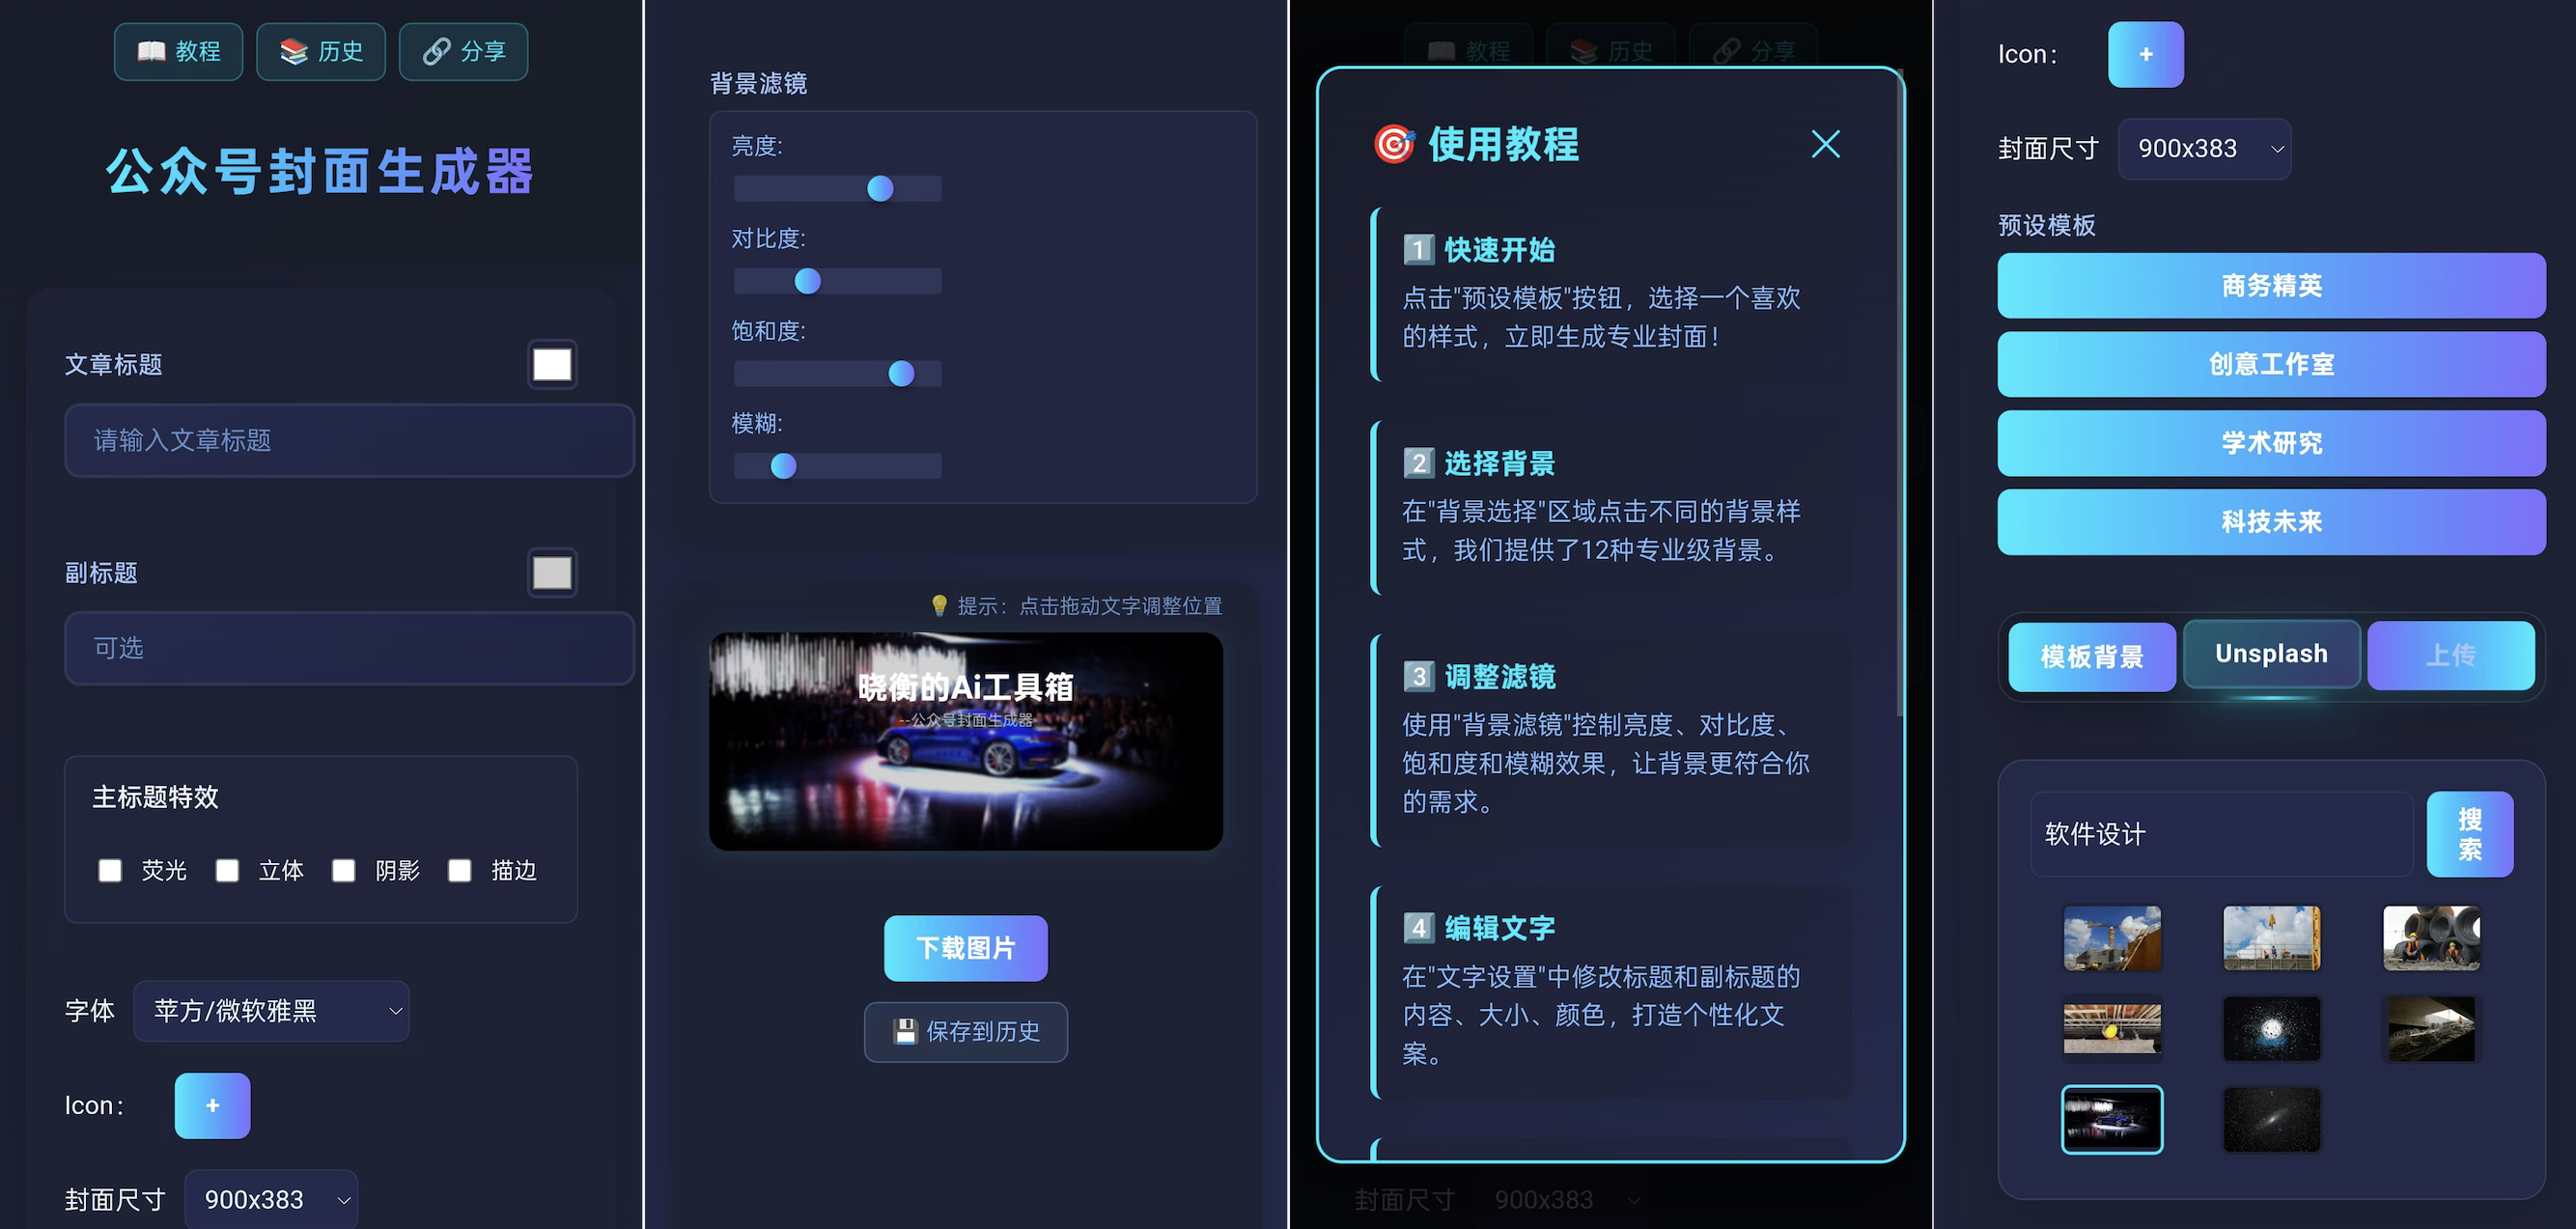 📖 教程
📚 历史
🔗 分享
公众号封面生成器
文章标题
请输入文章标题
副标题
可选
主标题特效
荧光
立体
阴影
描边
字体
苹方/微软雅黑
Icon:
+
封面尺寸
900x383
背景滤镜
亮度:
对比度:
饱和度:
模糊:
💡 提示：点击拖动文字调整位置
晓衡的Ai工具箱
--公众号封面生成器
下载图片
💾 保存到历史
📖 教程
📚 历史
🔗 分享
🎯 使用教程
1️⃣ 快速开始
点击"预设模板"按钮，选择一个喜欢
的样式，立即生成专业封面！
2️⃣ 选择背景
在"背景选择"区域点击不同的背景样
式，我们提供了12种专业级背景。
3️⃣ 调整滤镜
使用"背景滤镜"控制亮度、对比度、
饱和度和模糊效果，让背景更符合你
的需求。
4️⃣ 编辑文字
在"文字设置"中修改标题和副标题的
内容、大小、颜色，打造个性化文
案。
封面尺寸
900x383
Icon:
+
封面尺寸
900x383
预设模板
商务精英
创意工作室
学术研究
科技未来
模板背景
Unsplash
上传
软件设计
搜
索